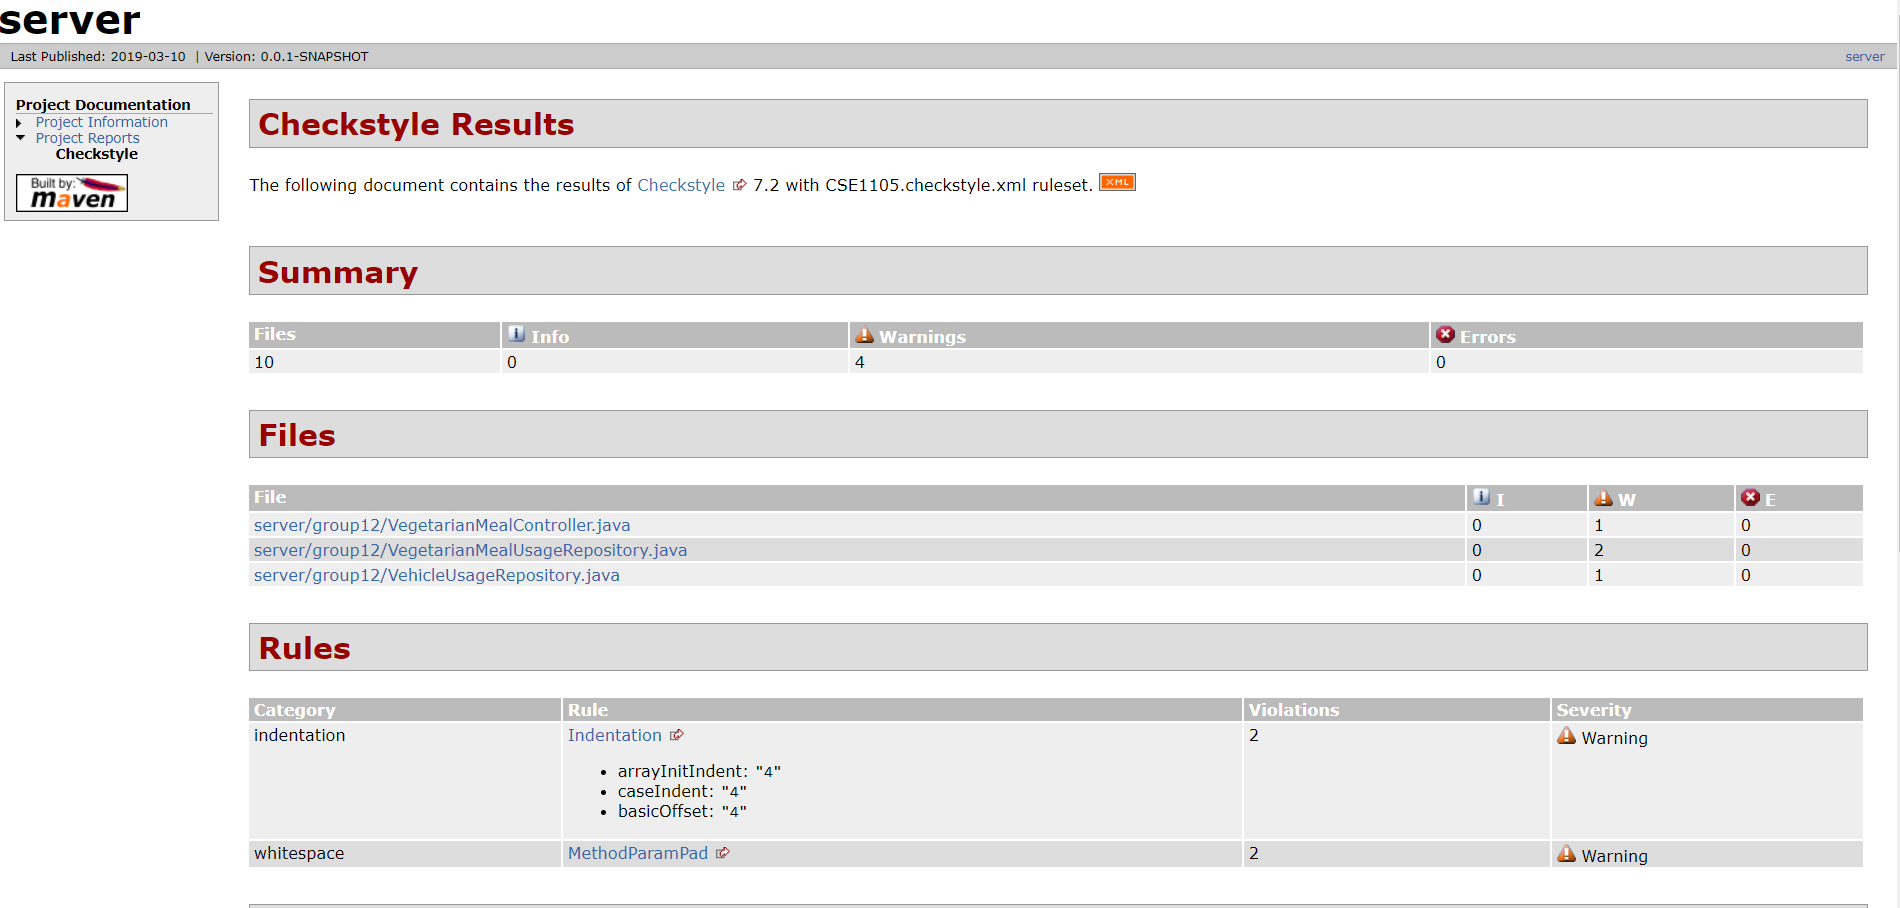 server
Last Published: 2019-03-10 | Version: 0.0.1-SNAPSHOT server
Project Documentation
Project Information
Project Reports
Checkstyle
Built by:
maven
Checkstyle Results
The following document contains the results of Checkstyle 7.2 with CSE1105.checkstyle.xml ruleset. XML
Summary
Files Info Warnings Errors
10 0 4 0
Files
File I W E
server/group12/VegetarianMealController.java 0 1 0
server/group12/VegetarianMealUsageRepository.java 0 2 0
server/group12/VehicleUsageRepository.java 0 1 0
Rules
Category Rule Violations Severity
indentation Indentation 2 Warning
• arrayInitIndent: "4"
• caseIndent: "4"
• basicOffset: "4"
whitespace MethodParamPad 2 Warning